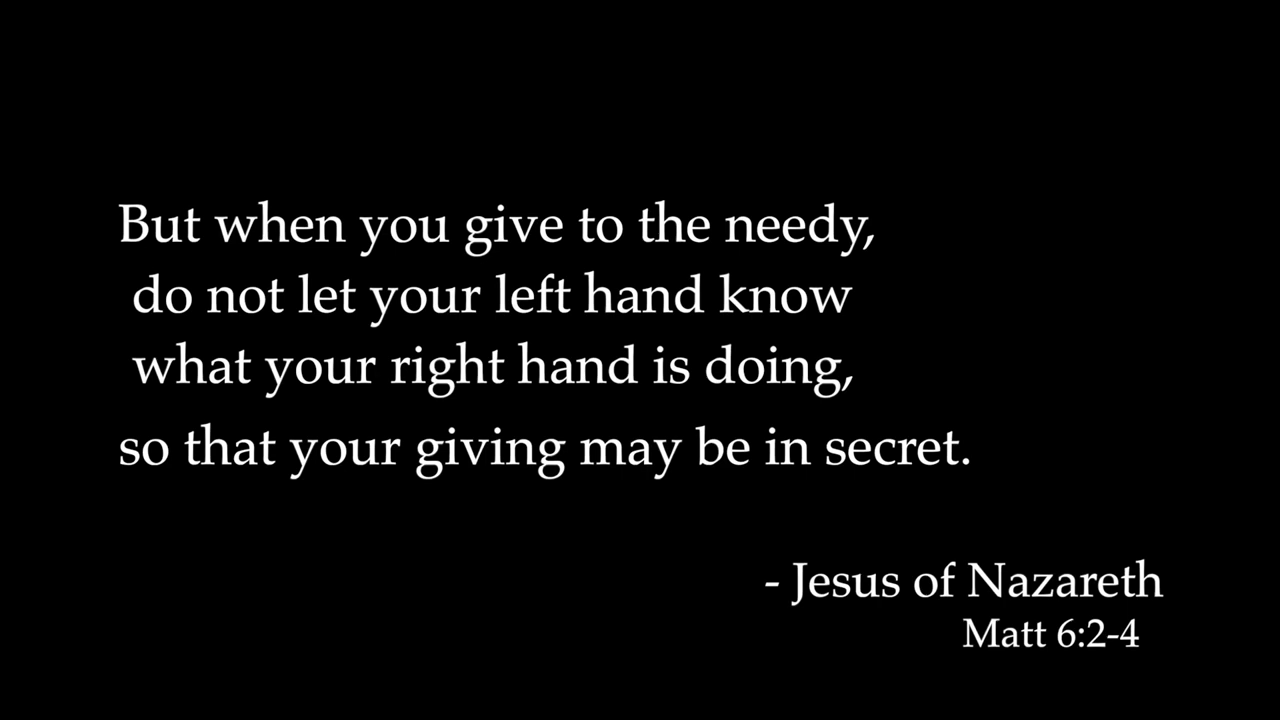 But when you give to the needy,
do not let your left hand know
what your right hand is doing,
so that your giving may be in secret.
- Jesus of Nazareth
Matt 6:2-4